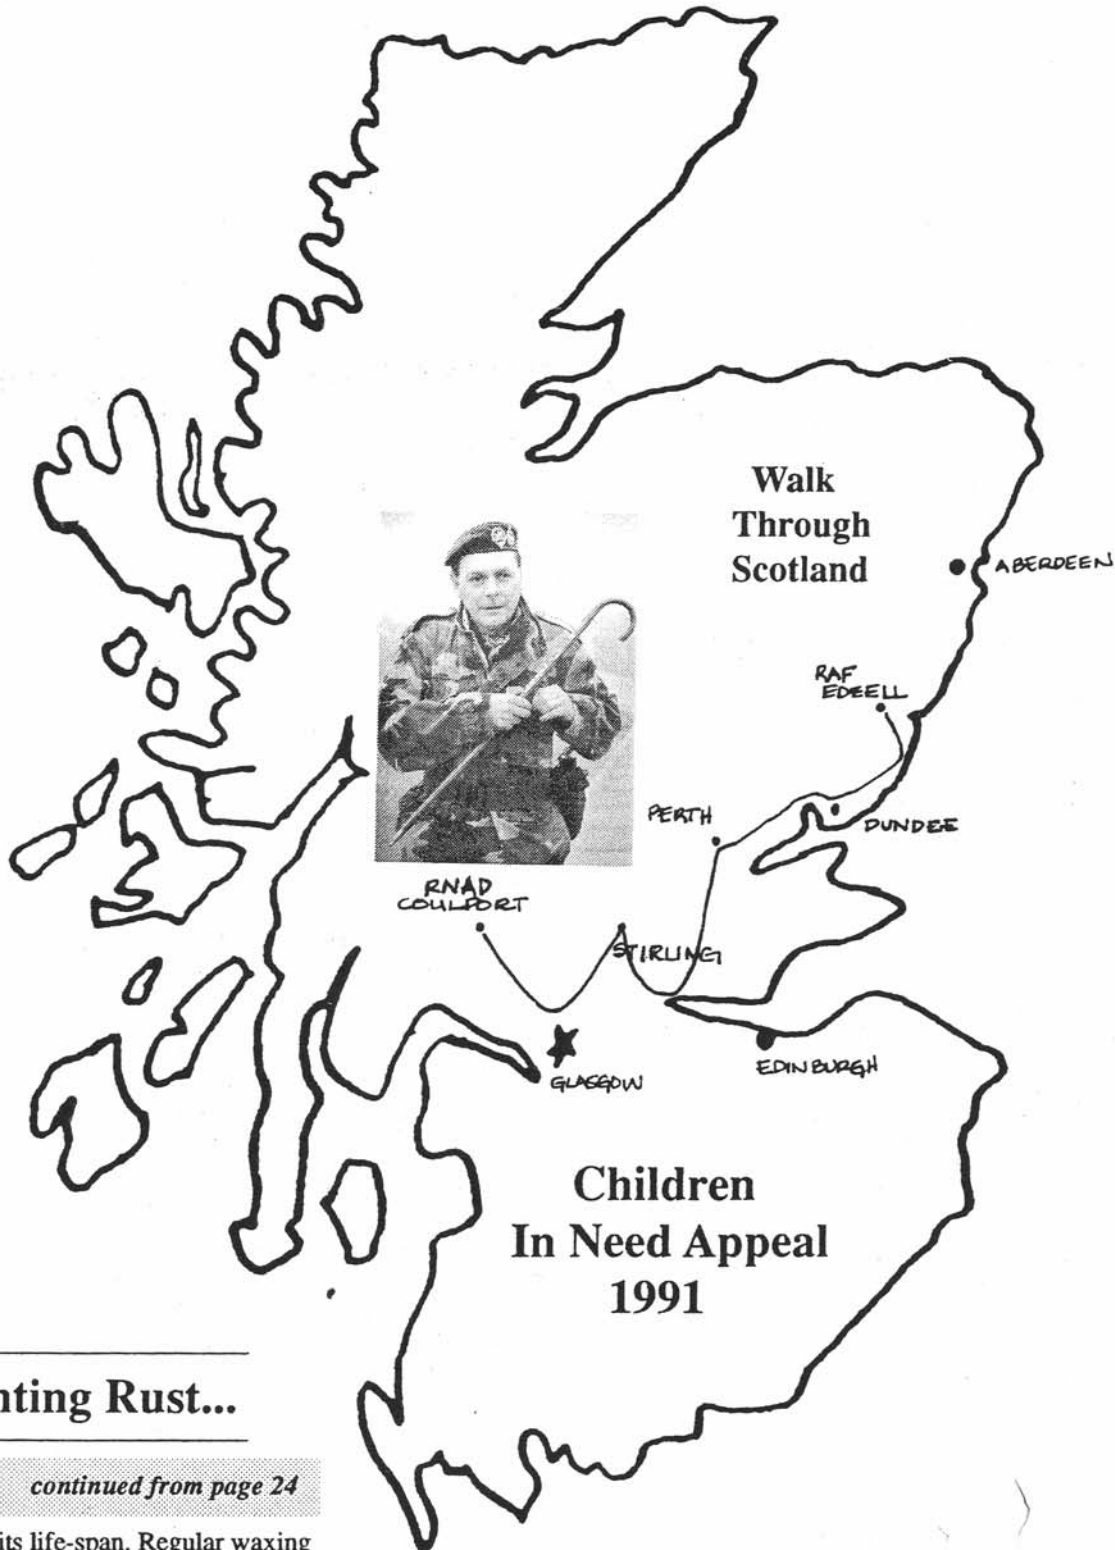 Walk
Through
Scotland
ABERDEEN
RAF
EDZELL
PERTH
DUNDEE
RNAD
COULPORT
STIRLING
GLASGOW
EDINBURGH
Children
In Need Appeal
1991
nting Rust...
continued from page 24
its life-span. Regular waxing